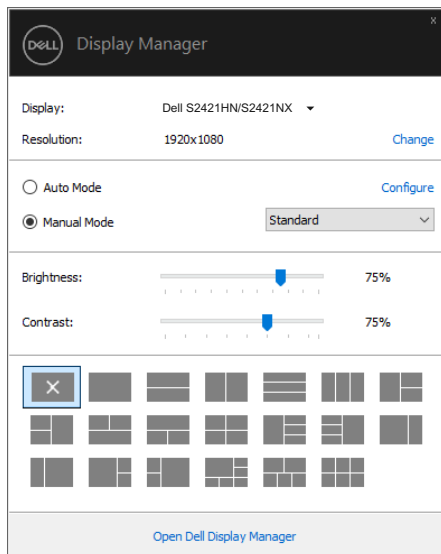 x
DELL Display Manager
Display: Dell S2421HN/S2421NX
Resolution: 1920x1080 Change
Auto Mode Configure
Manual Mode Standard
Brightness: 75%
Contrast: 75%
Open Dell Display Manager